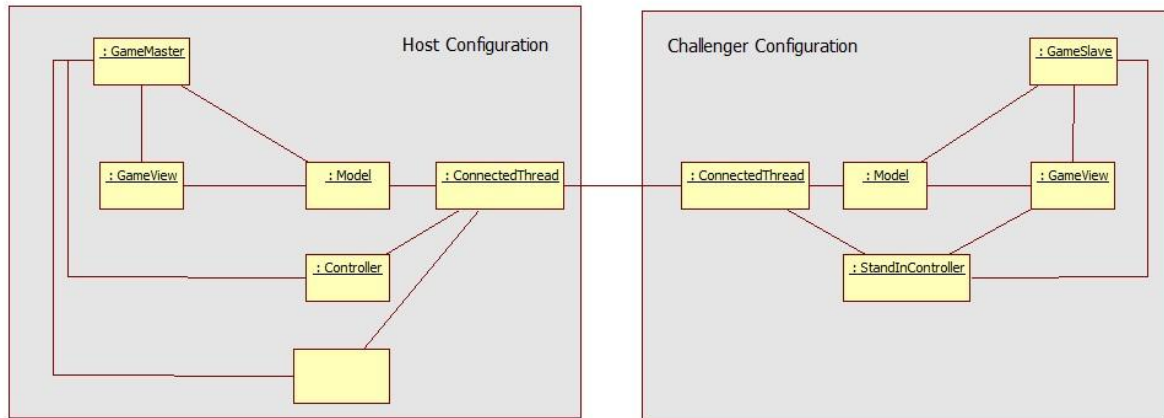 Host Configuration
: GameMaster
: GameView
: Model
: ConnectedThread
: Controller
Challenger Configuration
: GameSlave
: ConnectedThread
: Model
: GameView
: StandInController